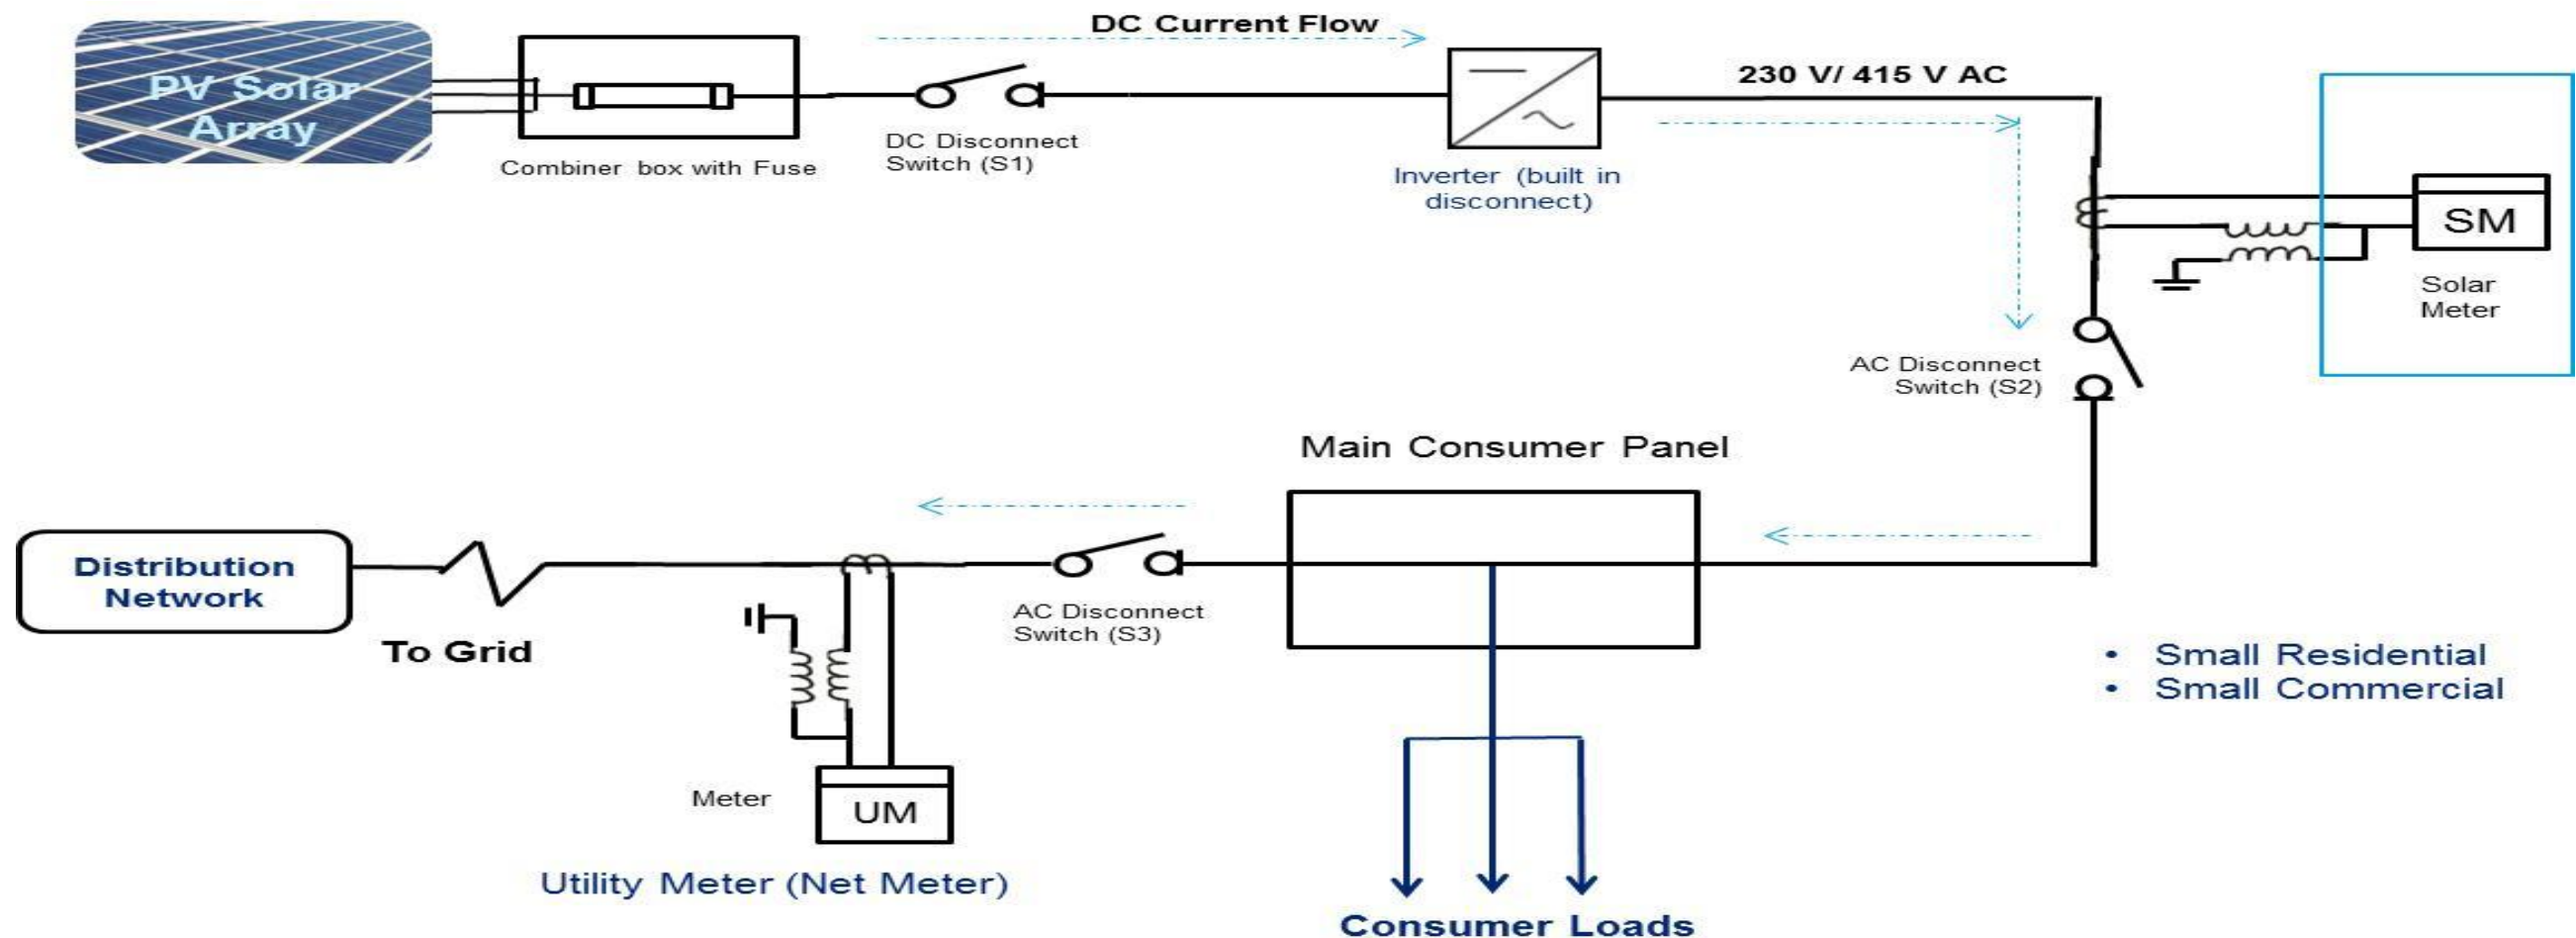 DC Current Flow
PV Solar
Array
230 V/ 415 V AC
DC Disconnect
Switch (S1)
Combiner box with Fuse
Inverter (built in
disconnect)
SM
Solar
Meter
AC Disconnect
Switch (S2)
Main Consumer Panel
Distribution
Network
To Grid
AC Disconnect
Switch (S3)
• Small Residential
• Small Commercial
Meter
UM
Utility Meter (Net Meter)
Consumer Loads